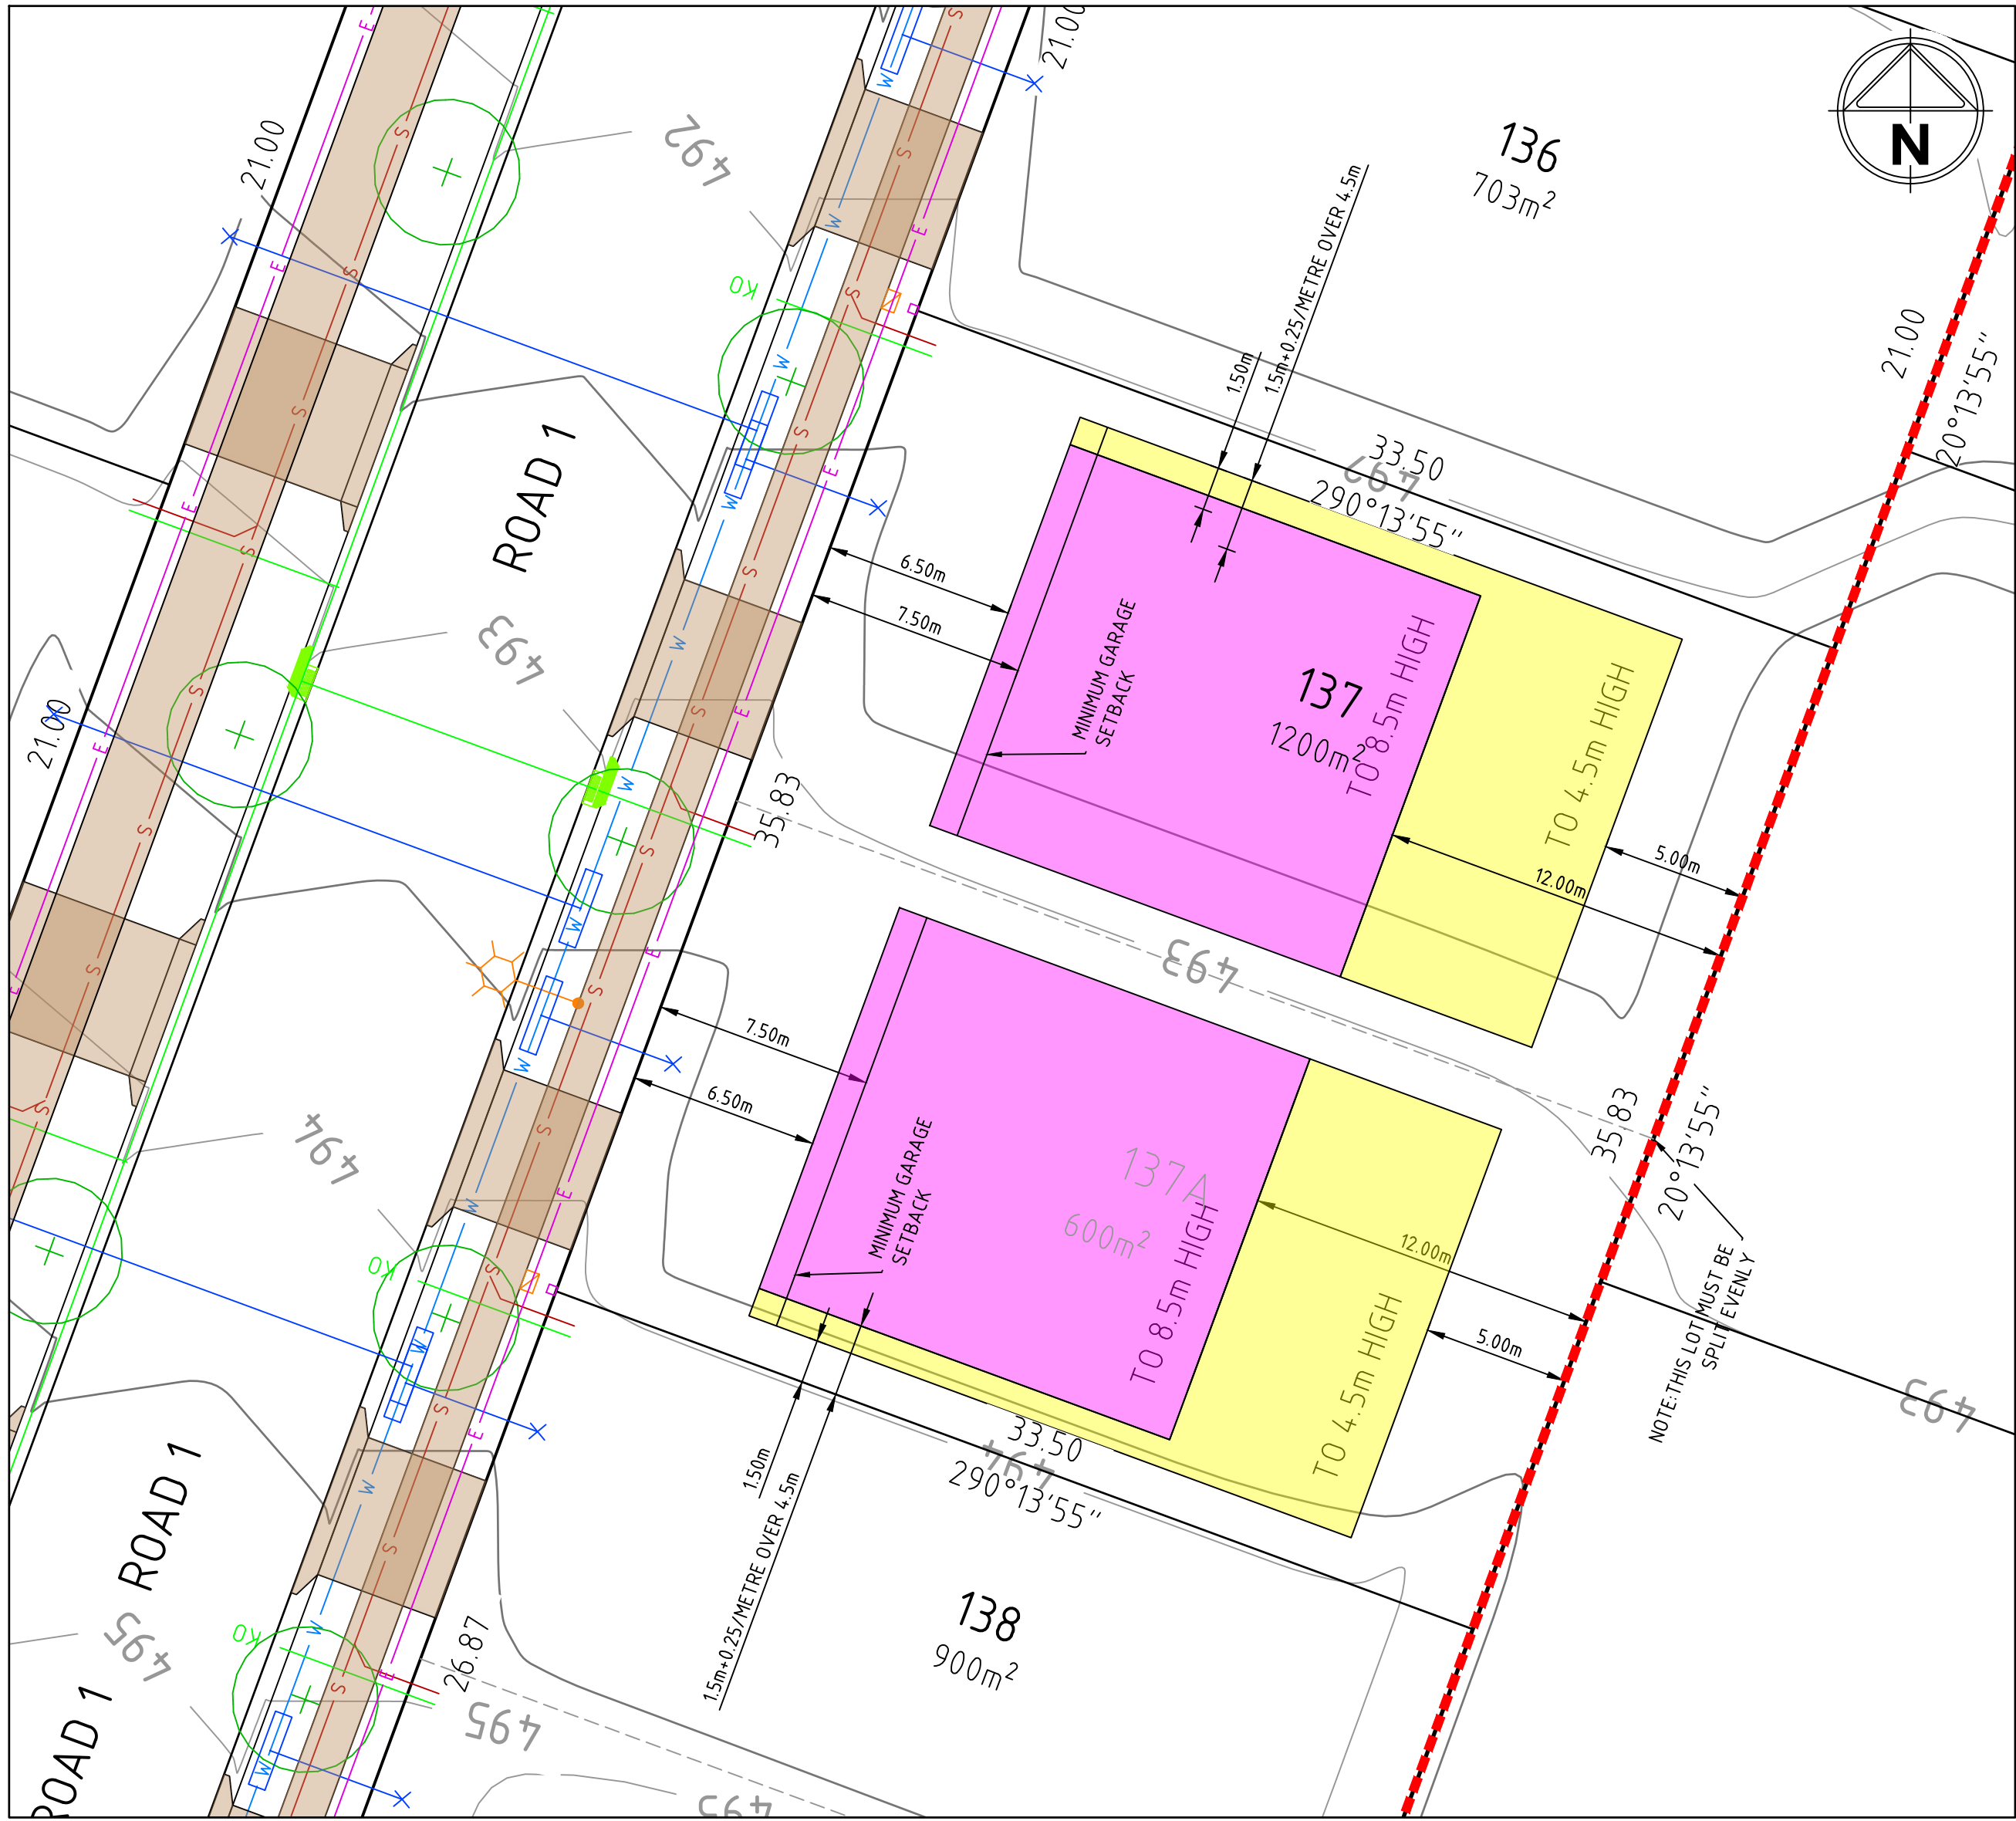 21.00
21.00
492
136
703m²
N
KO
1.50m
1.5m+0.25/METRE OVER 4.5m
21.00
20°13'55"
33.50
492
290°13'55"
ROAD 1
6.50m
7.50m
MINIMUM GARAGE
SETBACK
137
1200m²
TO 8.5m HIGH
TO 4.5m HIGH
493
21.00
35.83
5.00m
12.00m
493
7.50m
6.50m
MINIMUM GARAGE
SETBACK
137A
600m²
TO 8.5m HIGH
TO 4.5m HIGH
12.00m
5.00m
35.83
20°13'55"
NOTE: THIS LOT MUST BE
SPLIT EVENLY
494
KO
493
33.50
494
290°13'55"
1.50m
1.5m+0.25/METRE OVER 4.5m
ROAD 1
138
900m²
495
KO
26.87
495
ROAD 1
495
E
S
W